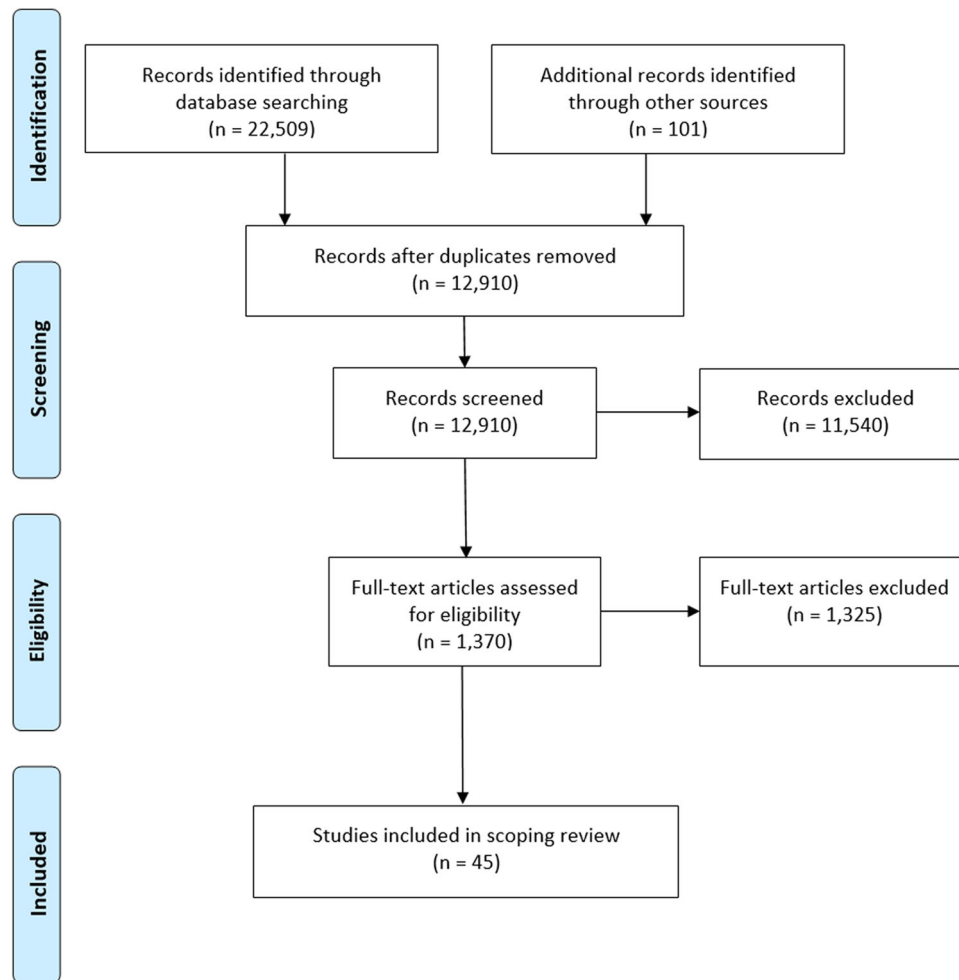 Identification
Records identified through
database searching
(n = 22,509)
Additional records identified
through other sources
(n = 101)
Records after duplicates removed
(n = 12,910)
Screening
Records screened
(n = 12,910)
Records excluded
(n = 11,540)
Eligibility
Full-text articles assessed
for eligibility
(n = 1,370)
Full-text articles excluded
(n = 1,325)
Included
Studies included in scoping review
(n = 45)